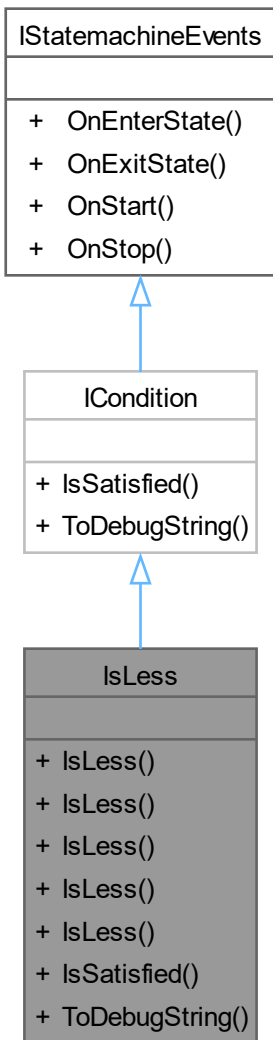 IStatemachineEvents
+ OnEnterState()
+ OnExitState()
+ OnStart()
+ OnStop()
ICondition
+ IsSatisfied()
+ ToDebugString()
IsLess
+ IsLess()
+ IsLess()
+ IsLess()
+ IsLess()
+ IsLess()
+ IsSatisfied()
+ ToDebugString()